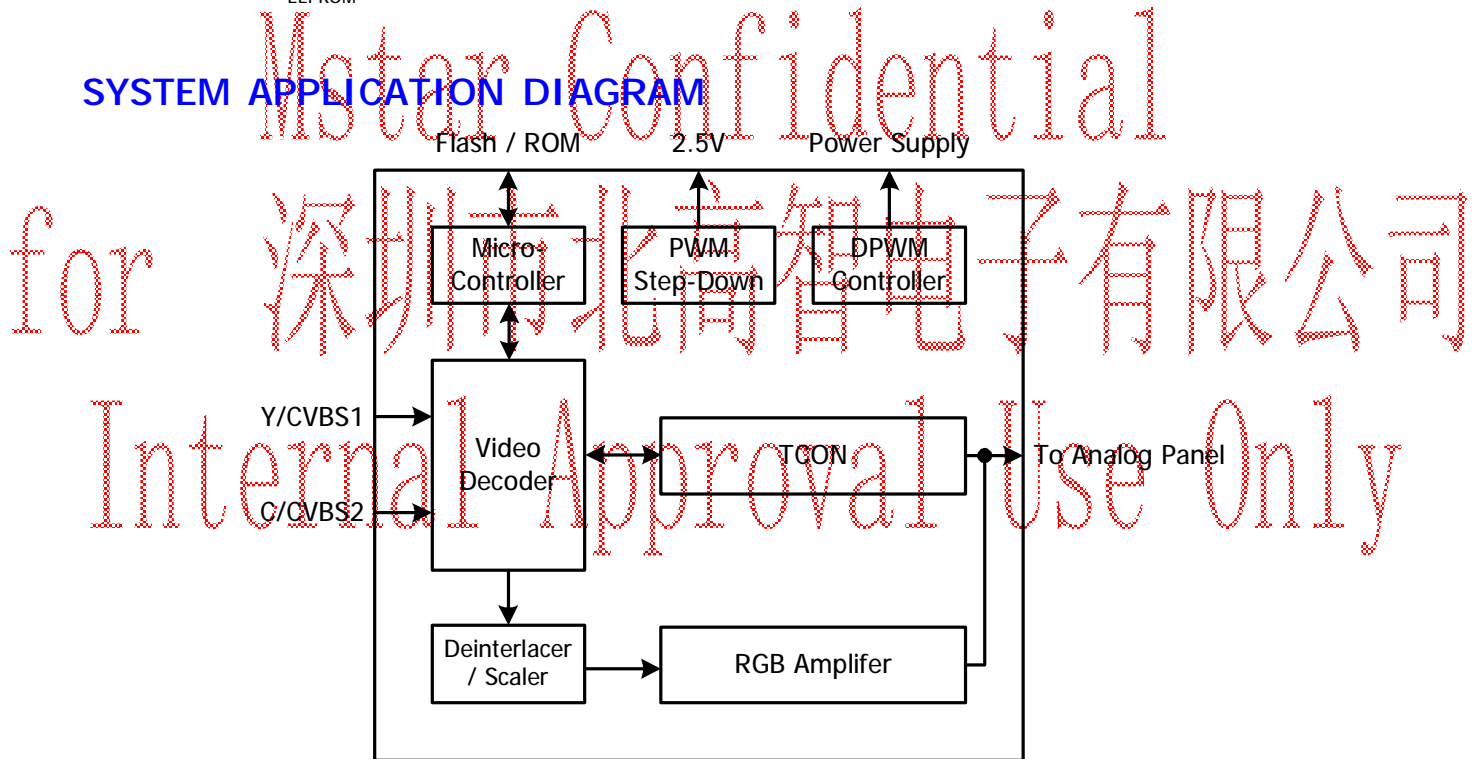 EEPROM
Mstar Confidential
SYSTEM APPLICATION DIAGRAM
Flash / ROM
2.5V
Power Supply
for 深圳市北高智电子有限公司
Micro-
Controller
PWM
Step-Down
DPWM
Controller
Internal Approval Use Only
Y/CVBS1
C/CVBS2
Video
Decoder
TCON
To Analog Panel
Deinterlacer
/ Scaler
RGB Amplifer